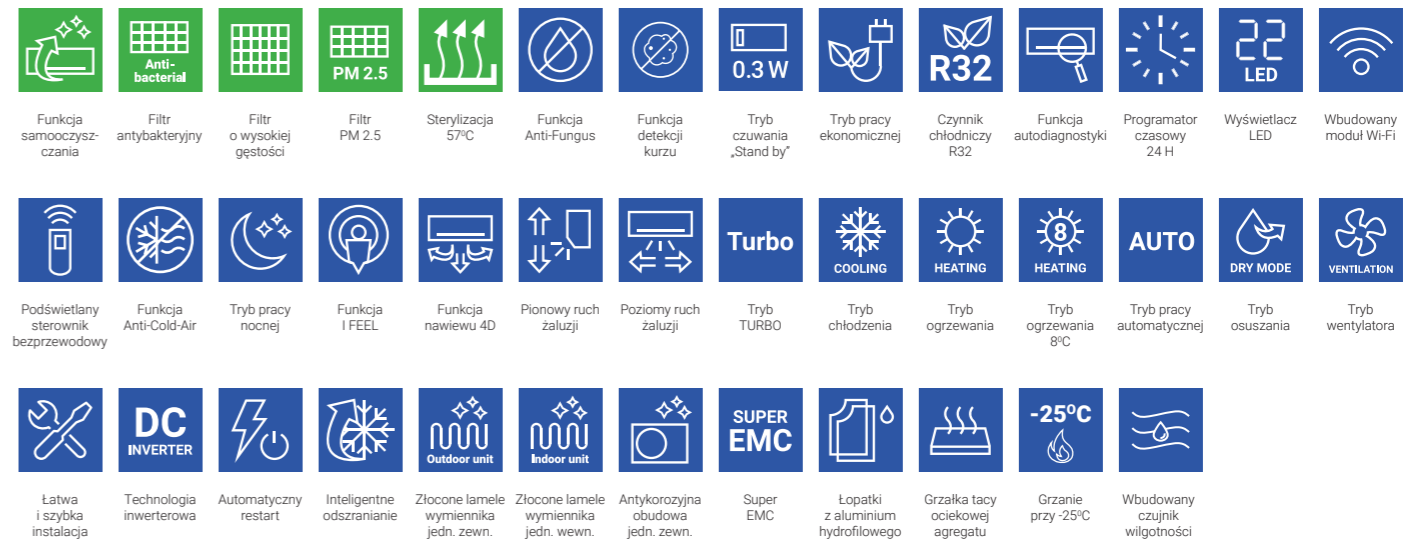 Anti-
bacterial
PM 2.5
0.3 W
R32
22
LED
Funkcja
samooczysz-
czania
Filtr
antybakteryjny
Filtr
o wysokiej
gęstości
Filtr
PM 2.5
Sterylizacja
57ºC
Funkcja
Anti-Fungus
Funkcja
detekcji
kurzu
Tryb
czuwania
„Stand by”
Tryb pracy
ekonomicznej
Czynnik
chłodniczy
R32
Funkcja
autodiagnostyki
Programator
czasowy
24 H
Wyświetlacz
LED
Wbudowany
moduł Wi-Fi
Turbo
COOLING
HEATING
8
HEATING
AUTO
DRY MODE
VENTILATION
Podświetlany
sterownik
bezprzewodowy
Funkcja
Anti-Cold-Air
Tryb pracy
nocnej
Funkcja
I FEEL
Funkcja
nawiewu 4D
Pionowy ruch
żaluzji
Poziomy ruch
żaluzji
Tryb
TURBO
Tryb
chłodzenia
Tryb
ogrzewania
Tryb
ogrzewania
8ºC
Tryb pracy
automatycznej
Tryb
osuszania
Tryb
wentylatora
DC
INVERTER
Outdoor unit
Indoor unit
SUPER
EMC
-25ºC
Łatwa
i szybka
instalacja
Technologia
inwerterowa
Automatyczny
restart
Inteligentne
odszranianie
Złocone lamele
wymiennika
jedn. zewn.
Złocone lamele
wymiennika
jedn. wewn.
Antykorozyjna
obudowa
jedn. zewn.
Super
EMC
Łopatki
z aluminium
hydrofilowego
Grzałka tacy
ociekowej
agregatu
Grzanie
przy -25ºC
Wbudowany
czujnik
wilgotności